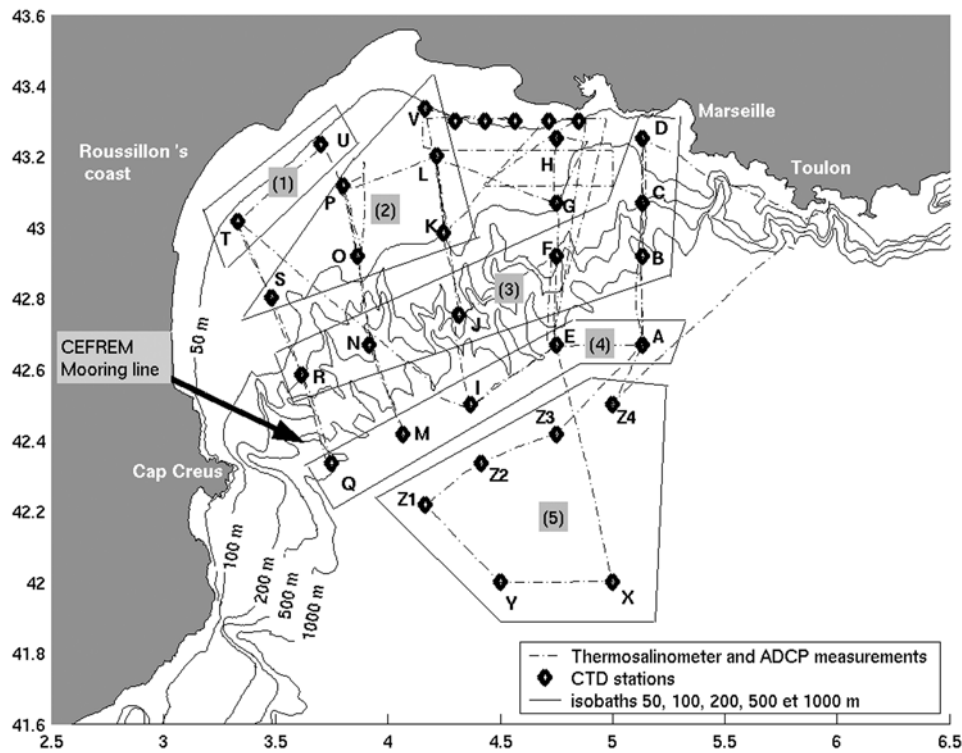 43.6
43.4
43.2
43
42.8
42.6
42.4
42.2
42
41.8
41.6
2.5
3
3.5
4
4.5
5
5.5
6
6.5
Marseille
Toulon
Roussillon 's
coast
CEFREM
Mooring line
Cap Creus
50 m
100 m
200 m
500 m
1000 m
(1)
(2)
(3)
(4)
(5)
U
V
D
H
L
P
C
G
T
K
O
F
B
S
J
N
E
A
R
I
Z3
Z4
M
Z2
Q
Z1
Y
X
Thermosalinometer and ADCP measurements
CTD stations
isobaths 50, 100, 200, 500 et 1000 m